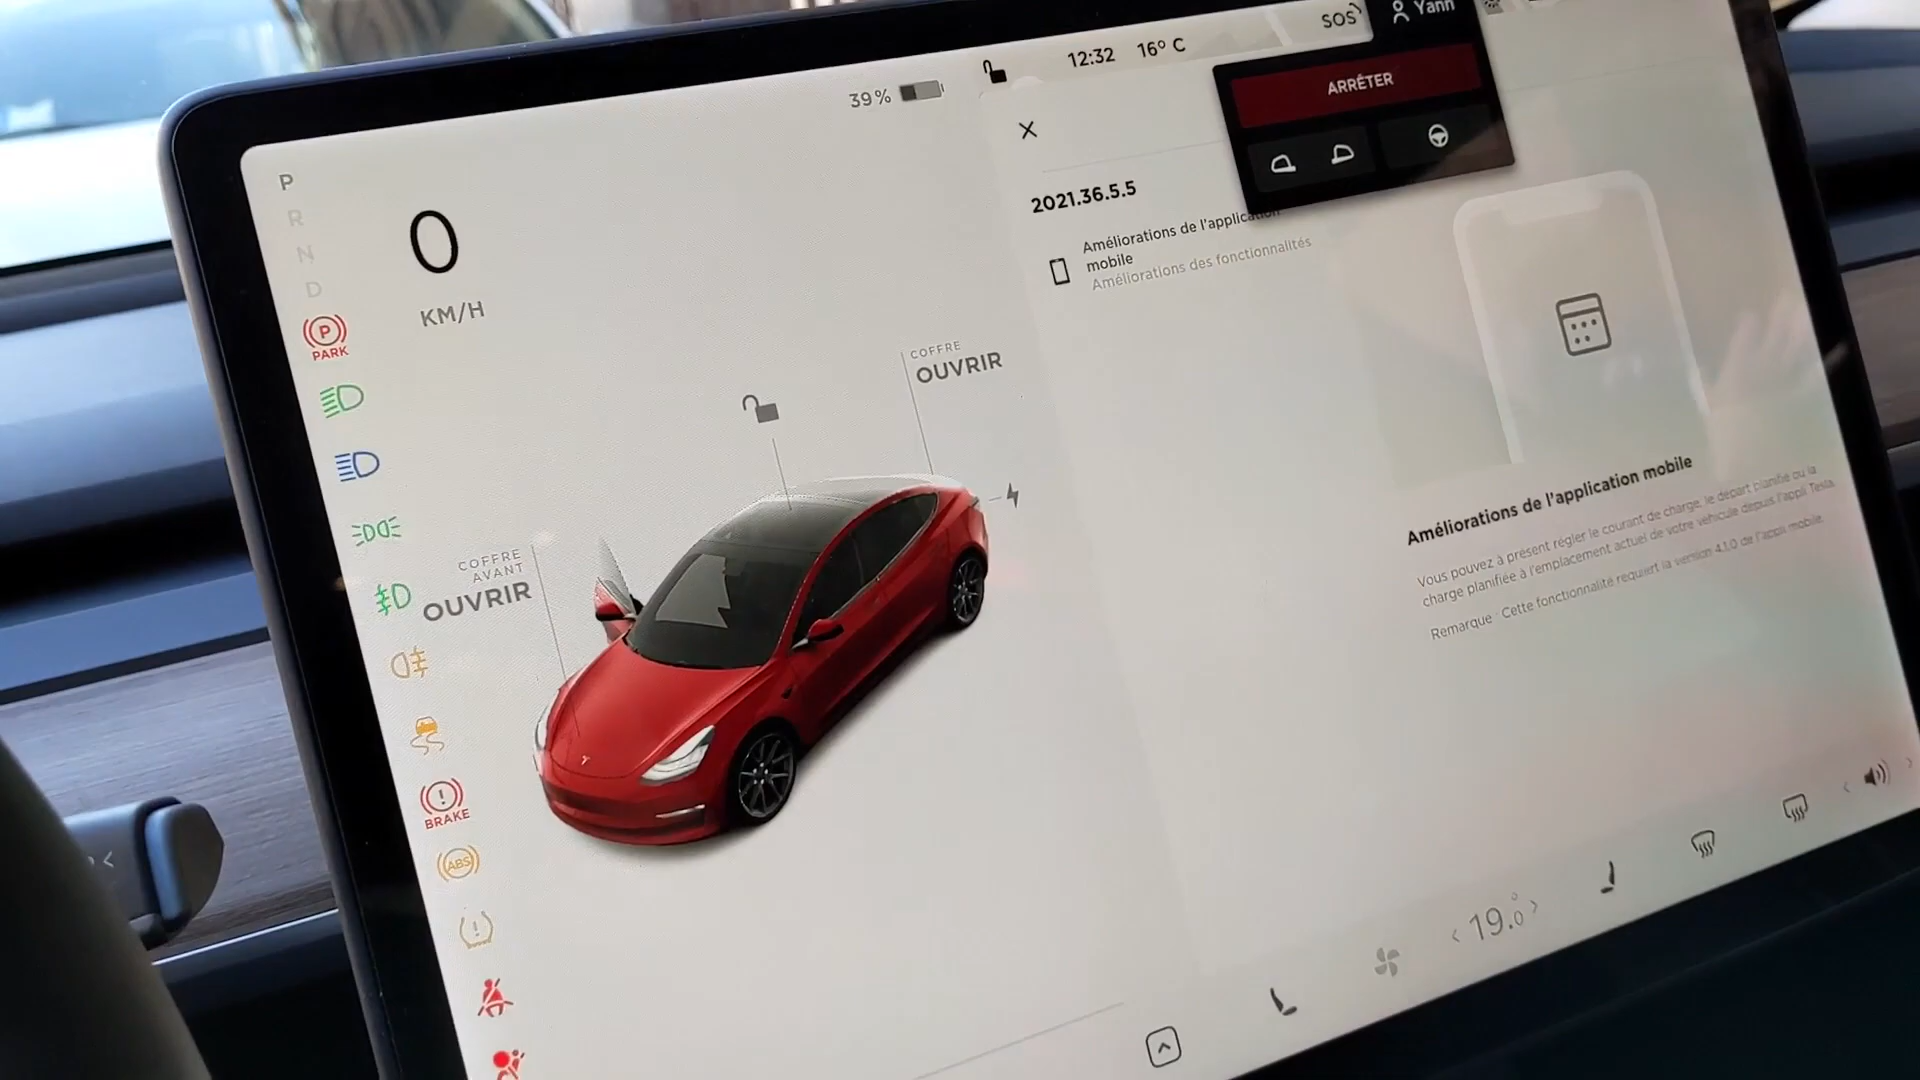 39%
12:32
16° C
SOS
Yann
ARRÊTER
P
R
N
D
0
KM/H
PARK
2021.36.5.5
Améliorations de l'application
mobile
Améliorations des fonctionnalités
COFFRE
OUVRIR
COFFRE
AVANT
OUVRIR
BRAKE
ABS
Améliorations de l'application mobile
Vous pouvez à présent régler le courant de charge, le départ planifié ou la
charge planifiée à l'emplacement actuel de votre véhicule depuis l'appli Tesla.
Remarque : Cette fonctionnalité requiert la version 4.1.0 de l'appli mobile.
19.0